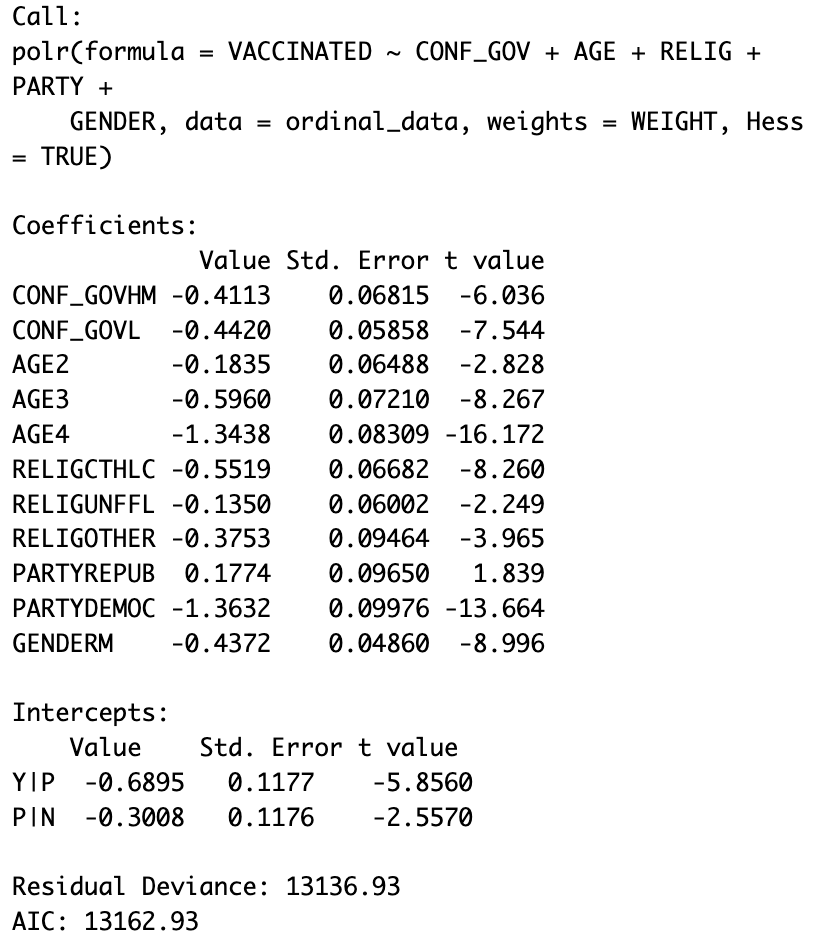 Call:
polr(formula = VACCINATED ~ CONF_GOV + AGE + RELIG +
PARTY +
    GENDER, data = ordinal_data, weights = WEIGHT, Hess
= TRUE)

Coefficients:
             Value Std. Error t value
CONF_GOVHM -0.4113    0.06815  -6.036
CONF_GOVL  -0.4420    0.05858  -7.544
AGE2       -0.1835    0.06488  -2.828
AGE3       -0.5960    0.07210  -8.267
AGE4       -1.3438    0.08309 -16.172
RELIGCTHLC -0.5519    0.06682  -8.260
RELIGUNFFL -0.1350    0.06002  -2.249
RELIGOTHER -0.3753    0.09464  -3.965
PARTYREPUB  0.1774    0.09650   1.839
PARTYDEMOC -1.3632    0.09976 -13.664
GENDERM    -0.4372    0.04860  -8.996

Intercepts:
    Value    Std. Error t value
Y|P  -0.6895   0.1177    -5.8560
P|N  -0.3008   0.1176    -2.5570

Residual Deviance: 13136.93
AIC: 13162.93